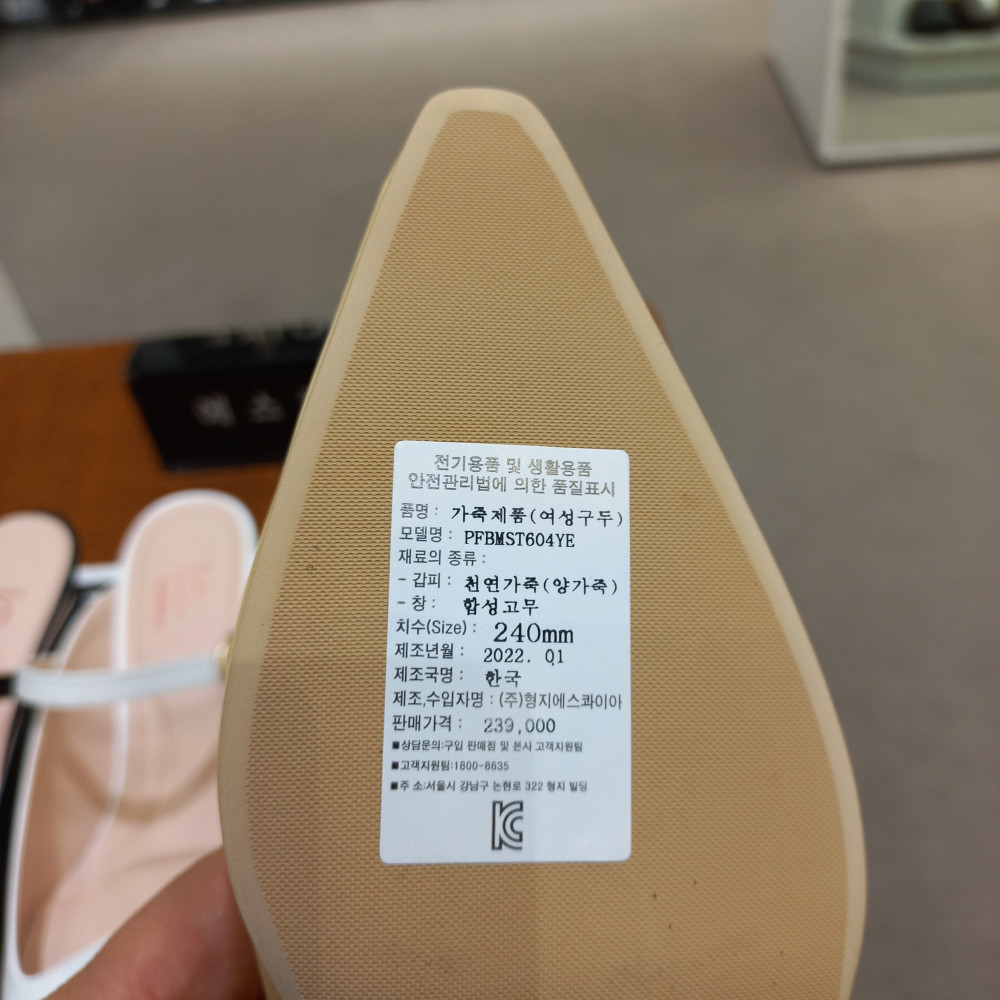 전기용품 및 생활용품
안전관리법에 의한 품질표시
품명 : 가죽제품(여성구두)
모델명 : PFBMST604YE
재료의 종류 :
- 갑피 : 천연가죽(양가죽)
- 창 : 합성고무
치수(Size) : 240mm
제조년월 : 2022. 01
제조국명 : 한국
제조,수입자명 : (주)형지에스콰이아
판매가격 : 239,000
■상담문의:구입 판매점 및 본사 고객지원팀
■고객지원팀:1800-8635
■주 소:서울시 강남구 논현로 322 형지 빌딩
KC